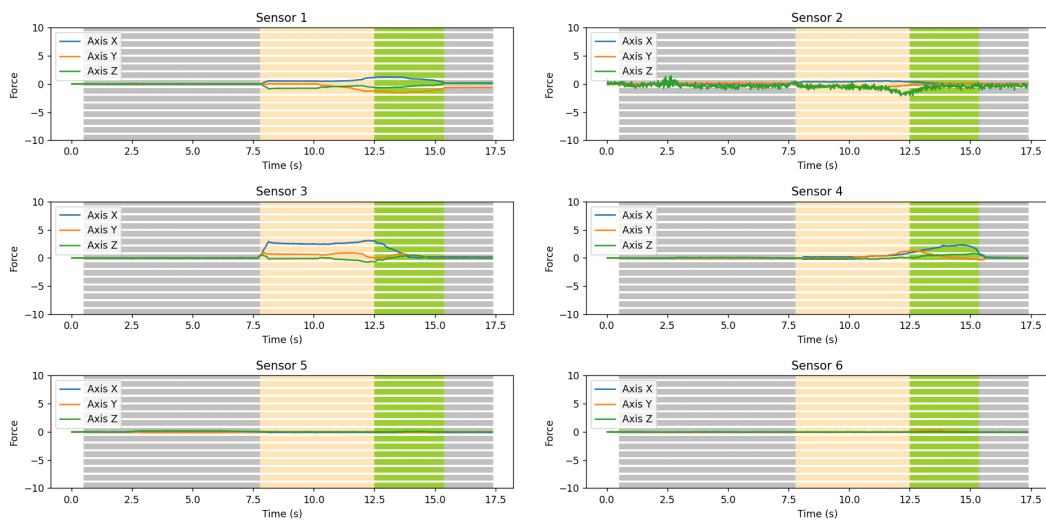 Sensor 1
10
5
0
−5
−10
Force
Axis X
Axis Y
Axis Z
0.0 2.5 5.0 7.5 10.0 12.5 15.0 17.5
Time (s)
Sensor 2
10
5
0
−5
−10
Force
Axis X
Axis Y
Axis Z
0.0 2.5 5.0 7.5 10.0 12.5 15.0 17.5
Time (s)
Sensor 3
10
5
0
−5
−10
Force
Axis X
Axis Y
Axis Z
0.0 2.5 5.0 7.5 10.0 12.5 15.0 17.5
Time (s)
Sensor 4
10
5
0
−5
−10
Force
Axis X
Axis Y
Axis Z
0.0 2.5 5.0 7.5 10.0 12.5 15.0 17.5
Time (s)
Sensor 5
10
5
0
−5
−10
Force
Axis X
Axis Y
Axis Z
0.0 2.5 5.0 7.5 10.0 12.5 15.0 17.5
Time (s)
Sensor 6
10
5
0
−5
−10
Force
Axis X
Axis Y
Axis Z
0.0 2.5 5.0 7.5 10.0 12.5 15.0 17.5
Time (s)